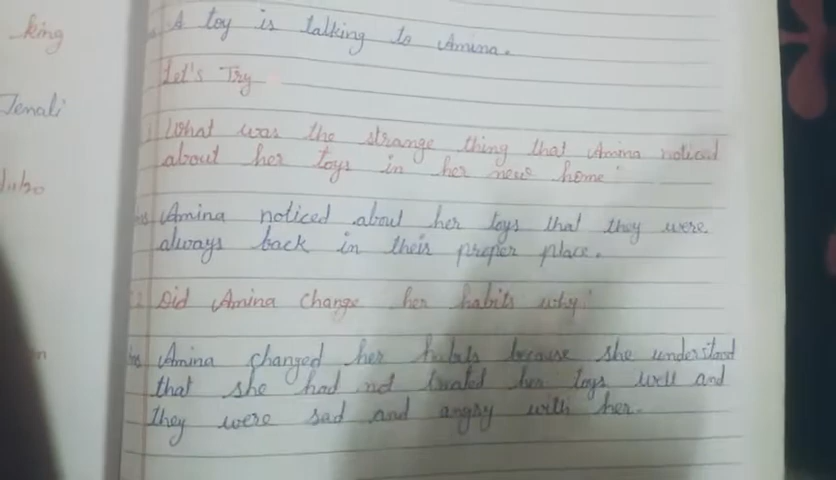 king
Tenali
A toy is talking to Amina.
Let's Try
What was the strange thing that Amina noticed
about her toys in her new home?
Ans Amina noticed about her toys that they were
always back in their proper place.
2 Did Amina change her habits why?
Ans Amina changed her habits because she understood
that she had not treated her toys well and
they were sad and angry with her.